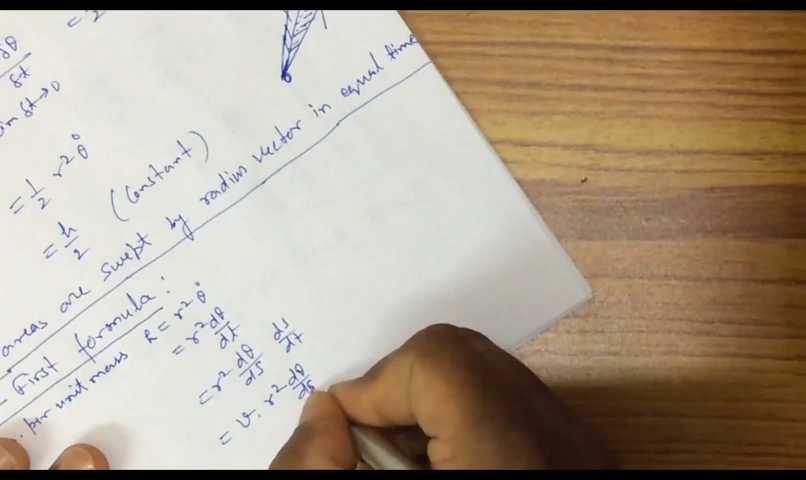 δθ
δt
δt→0
= 1/2 r² θ̇
= h/2 (constant)
areas are swept by radius vector in equal time
First formula:
per unit mass h = r² θ̇
= r² dθ/dt
= r² dθ/ds ds/dt
= v. r² dθ/ds